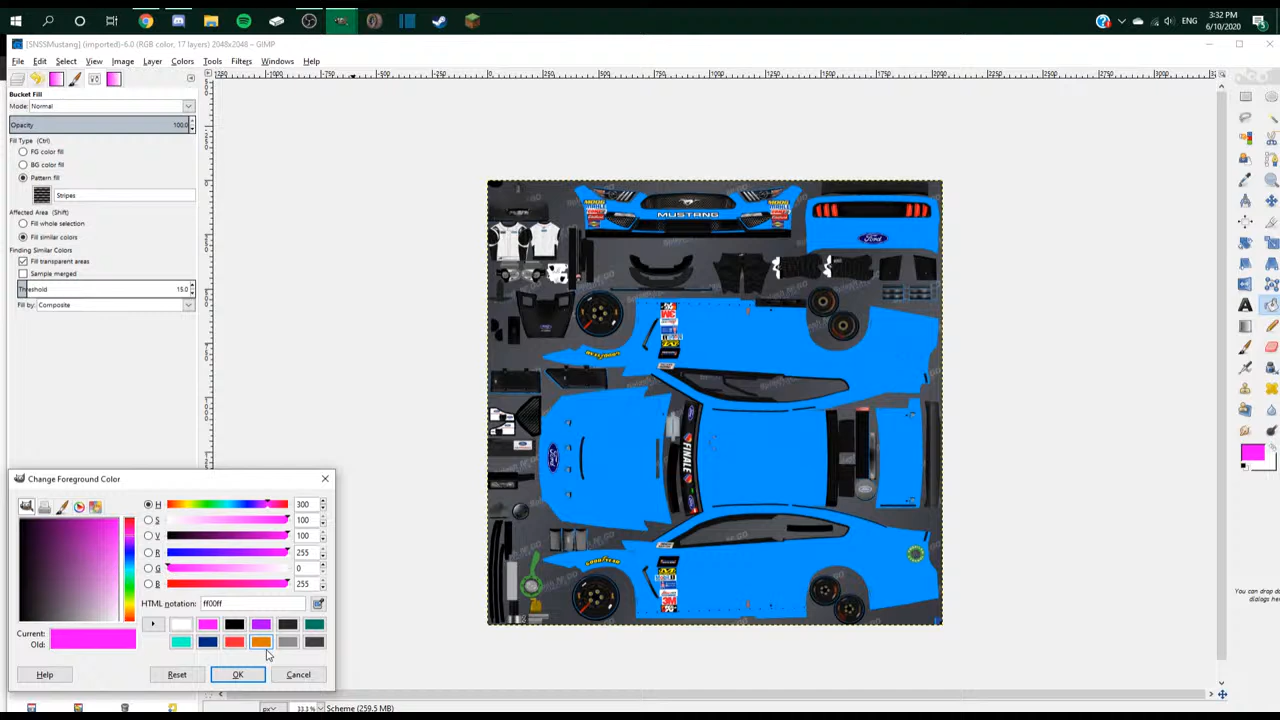 ENG
3:32 PM
6/10/2020
5
[SNSSMustang] (imported)-6.0 (RGB color, 17 layers) 2048x2048 – GIMP
File Edit Select View Image Layer Colors Tools Filters Windows Help
Bucket Fill
Mode: Normal
Opacity 100.0
Fill Type (Ctrl)
FG color fill
BG color fill
Pattern fill
Stripes
Affected Area (Shift)
Fill whole selection
Fill similar colors
Finding Similar Colors
Fill transparent areas
Sample merged
Threshold 15.0
Fill by: Composite
MUSTANG
Ford
FINALE
GOODYEAR
3M
You can drop
dialogs her
Change Foreground Color
H 300
S 100
V 100
R 255
G 0
B 255
HTML notation: ff00ff
Current:
Old:
Help Reset OK Cancel
px 33.3 % Scheme (259.5 MB)